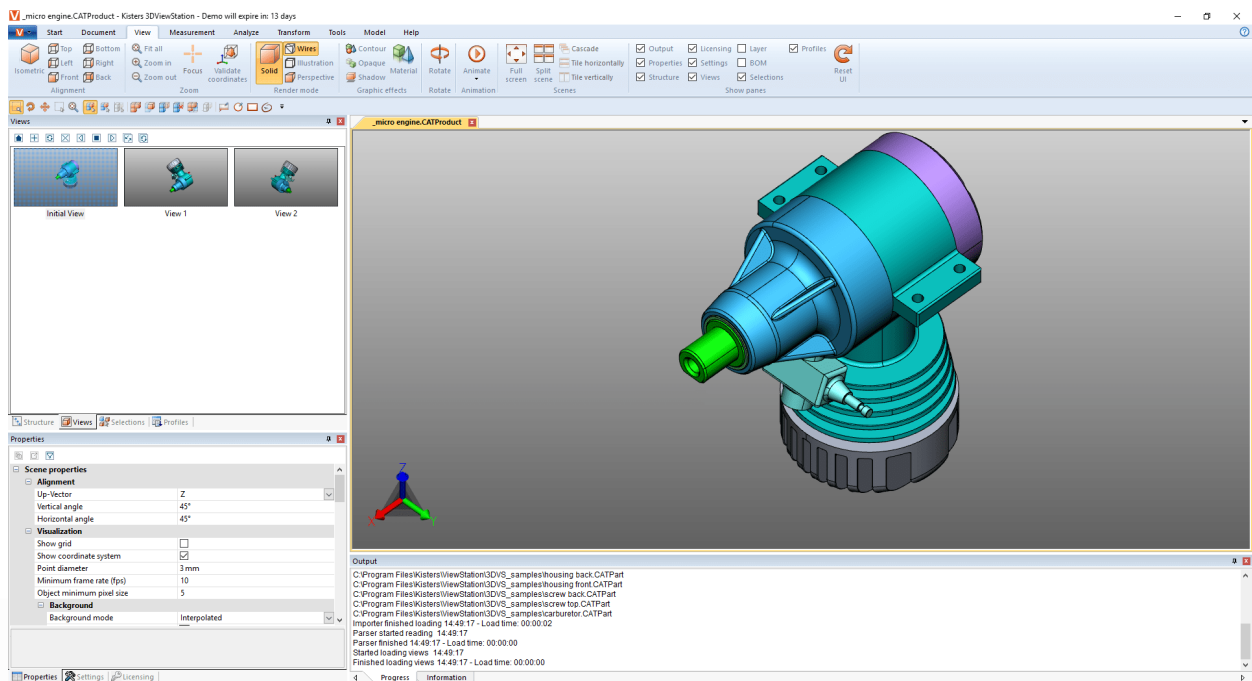 _micro engine.CATProduct - Kisters 3DViewStation - Demo will expire in: 13 days
Start Document View Measurement Analyze Transform Tools Model Help
Isometric
Top Bottom
Left Right
Front Back
Alignment
Fit all
Zoom in
Zoom out
Focus
Validate coordinates
Zoom
Solid
Wires
Illustration
Perspective
Render mode
Contour
Opaque
Shadow
Material
Graphic effects
Rotate
Rotate
Animate
Animation
Full screen
Split scene
Cascade
Tile horizontally
Tile vertically
Scenes
Output Licensing Layer Profiles
Properties Settings BOM
Structure Views Selections
Show panes
Reset UI
Views
Initial View
View 1
View 2
Structure Views Selections Profiles
Properties
Scene properties
Alignment
Up-Vector Z
Vertical angle 45°
Horizontal angle 45°
Visualization
Show grid
Show coordinate system
Point diameter 3 mm
Minimum frame rate (fps) 10
Object minimum pixel size 5
Background
Background mode Interpolated
Properties Settings Licensing
_micro engine.CATProduct
Z
X
Y
Output
C:\Program Files\Kisters\ViewStation\3DVS_samples\housing back.CATPart
C:\Program Files\Kisters\ViewStation\3DVS_samples\housing front.CATPart
C:\Program Files\Kisters\ViewStation\3DVS_samples\screw back.CATPart
C:\Program Files\Kisters\ViewStation\3DVS_samples\screw top.CATPart
C:\Program Files\Kisters\ViewStation\3DVS_samples\carburetor.CATPart
Importer finished loading 14:49:17 - Load time: 00:00:02
Parser started reading 14:49:17
Parser finished 14:49:17 - Load time: 00:00:00
Started loading views 14:49:17
Finished loading views 14:49:17 - Load time: 00:00:00
Progress Information